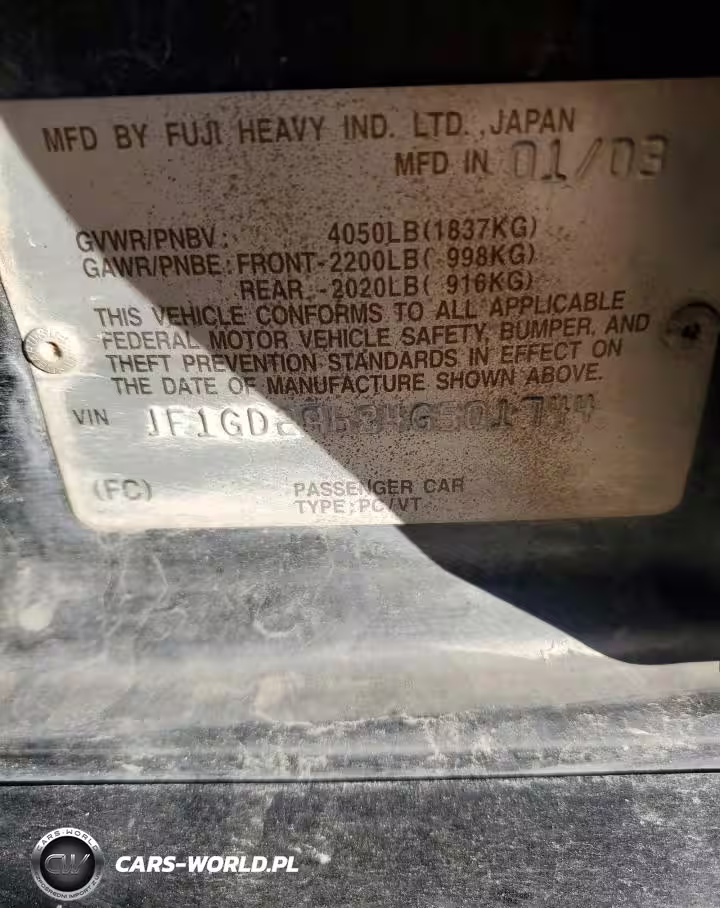 MFD BY FUJI HEAVY IND. LTD.,JAPAN
MFD IN 01/03
GVWR/PNBV: 4050LB(1837KG)
GAWR/PNBE:FRONT-2200LB( 998KG)
REAR -2020LB( 916KG)
THIS VEHICLE CONFORMS TO ALL APPLICABLE
FEDERAL MOTOR VEHICLE SAFETY, BUMPER, AND
THEFT PREVENTION STANDARDS IN EFFECT ON
THE DATE OF MANUFACTURE SHOWN ABOVE.
VIN
(FC) PASSENGER CAR
TYPE;PC/VT
CARS-WORLD
CW
CARS-WORLD.PL